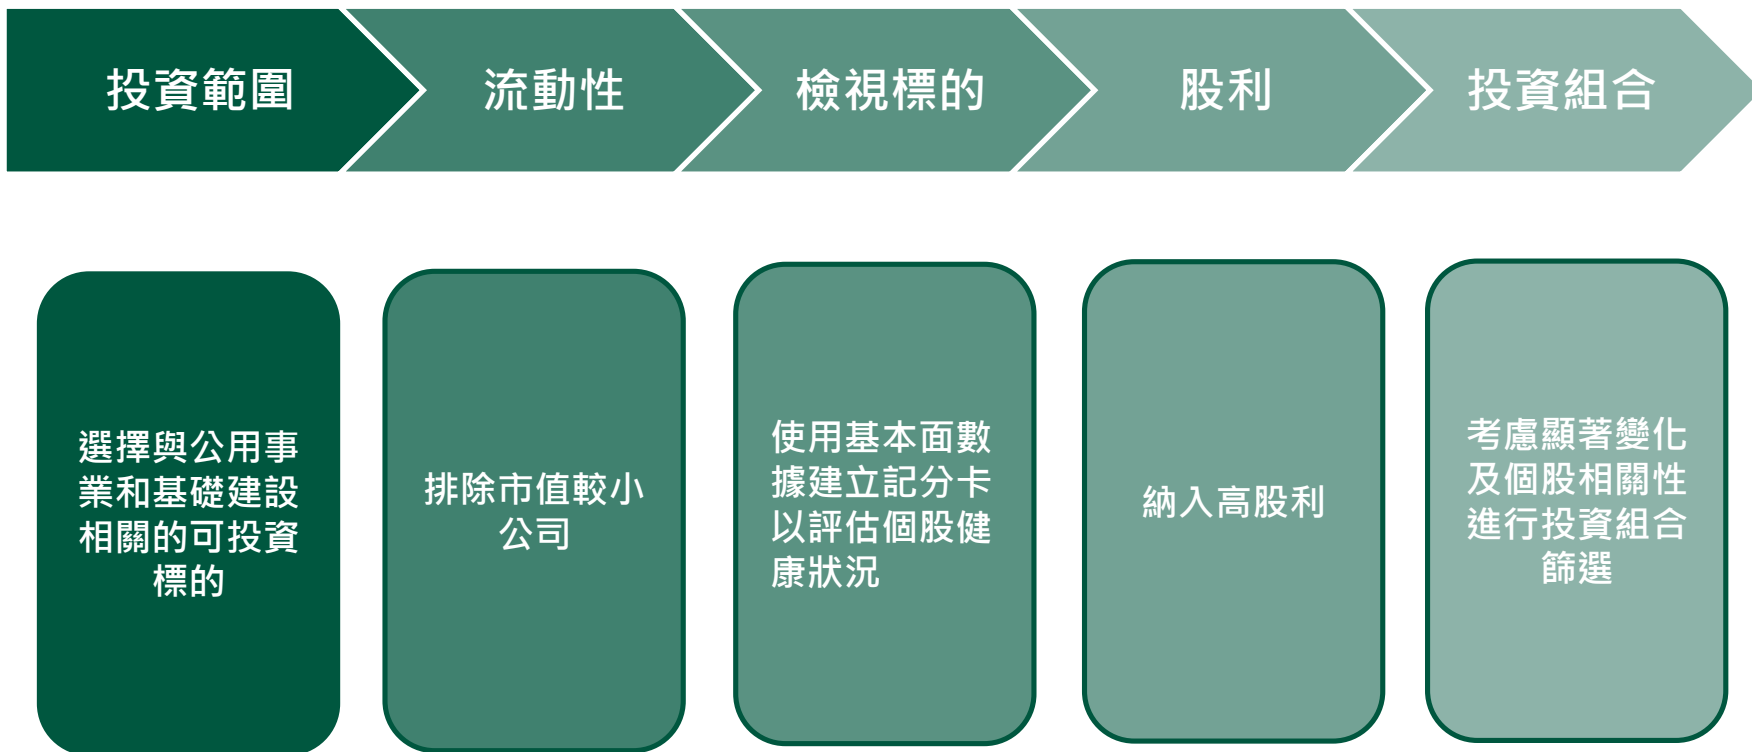 投資範圍
流動性
檢視標的
股利
投資組合
選擇與公用事
業和基礎建設
相關的可投資
標的
排除市值較小
公司
使用基本面數
據建立記分卡
以評估個股健
康狀況
納入高股利
考慮顯著變化
及個股相關性
進行投資組合
篩選